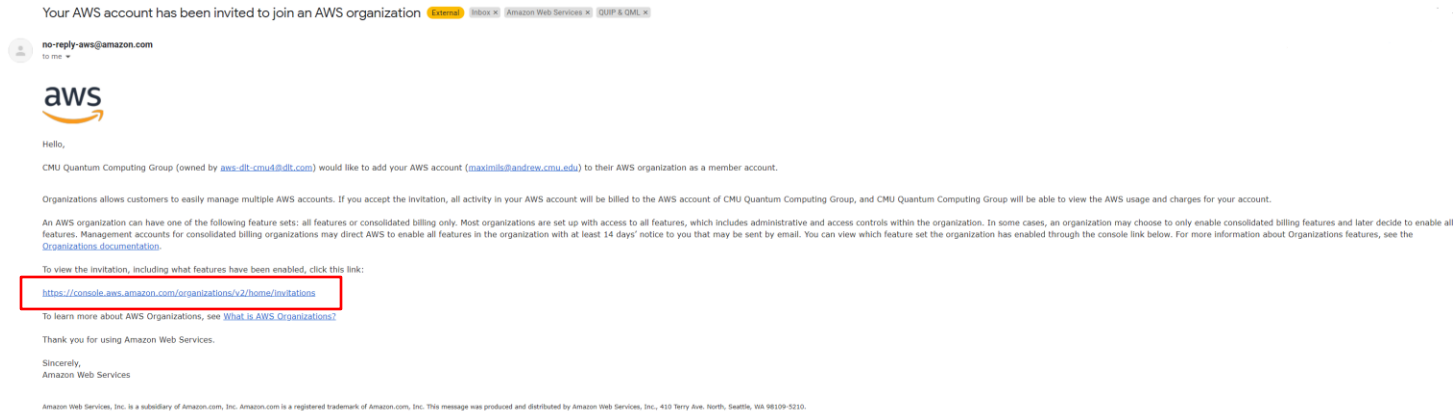 Your AWS account has been invited to join an AWS organization External Inbox × Amazon Web Services × QUIP & QML ×
no-reply-aws@amazon.com
to me
aws
Hello,
CMU Quantum Computing Group (owned by aws-dlt-cmu4@dlt.com) would like to add your AWS account (maximils@andrew.cmu.edu) to their AWS organization as a member account.
Organizations allows customers to easily manage multiple AWS accounts. If you accept the invitation, all activity in your AWS account will be billed to the AWS account of CMU Quantum Computing Group, and CMU Quantum Computing Group will be able to view the AWS usage and charges for your account.
An AWS organization can have one of the following feature sets: all features or consolidated billing only. Most organizations are set up with access to all features, which includes administrative and access controls within the organization. In some cases, an organization may choose to only enable consolidated billing features and later decide to enable all
features. Management accounts for consolidated billing organizations may direct AWS to enable all features in the organization with at least 14 days' notice to you that may be sent by email. You can view which feature set the organization has enabled through the console link below. For more information about Organizations features, see the
Organizations documentation.
To view the invitation, including what features have been enabled, click this link:
https://console.aws.amazon.com/organizations/v2/home/invitations
To learn more about AWS Organizations, see What is AWS Organizations?
Thank you for using Amazon Web Services.
Sincerely,
Amazon Web Services
Amazon Web Services, Inc. is a subsidiary of Amazon.com, Inc. Amazon.com is a registered trademark of Amazon.com, Inc. This message was produced and distributed by Amazon Web Services, Inc., 410 Terry Ave. North, Seattle, WA 98109-5210.